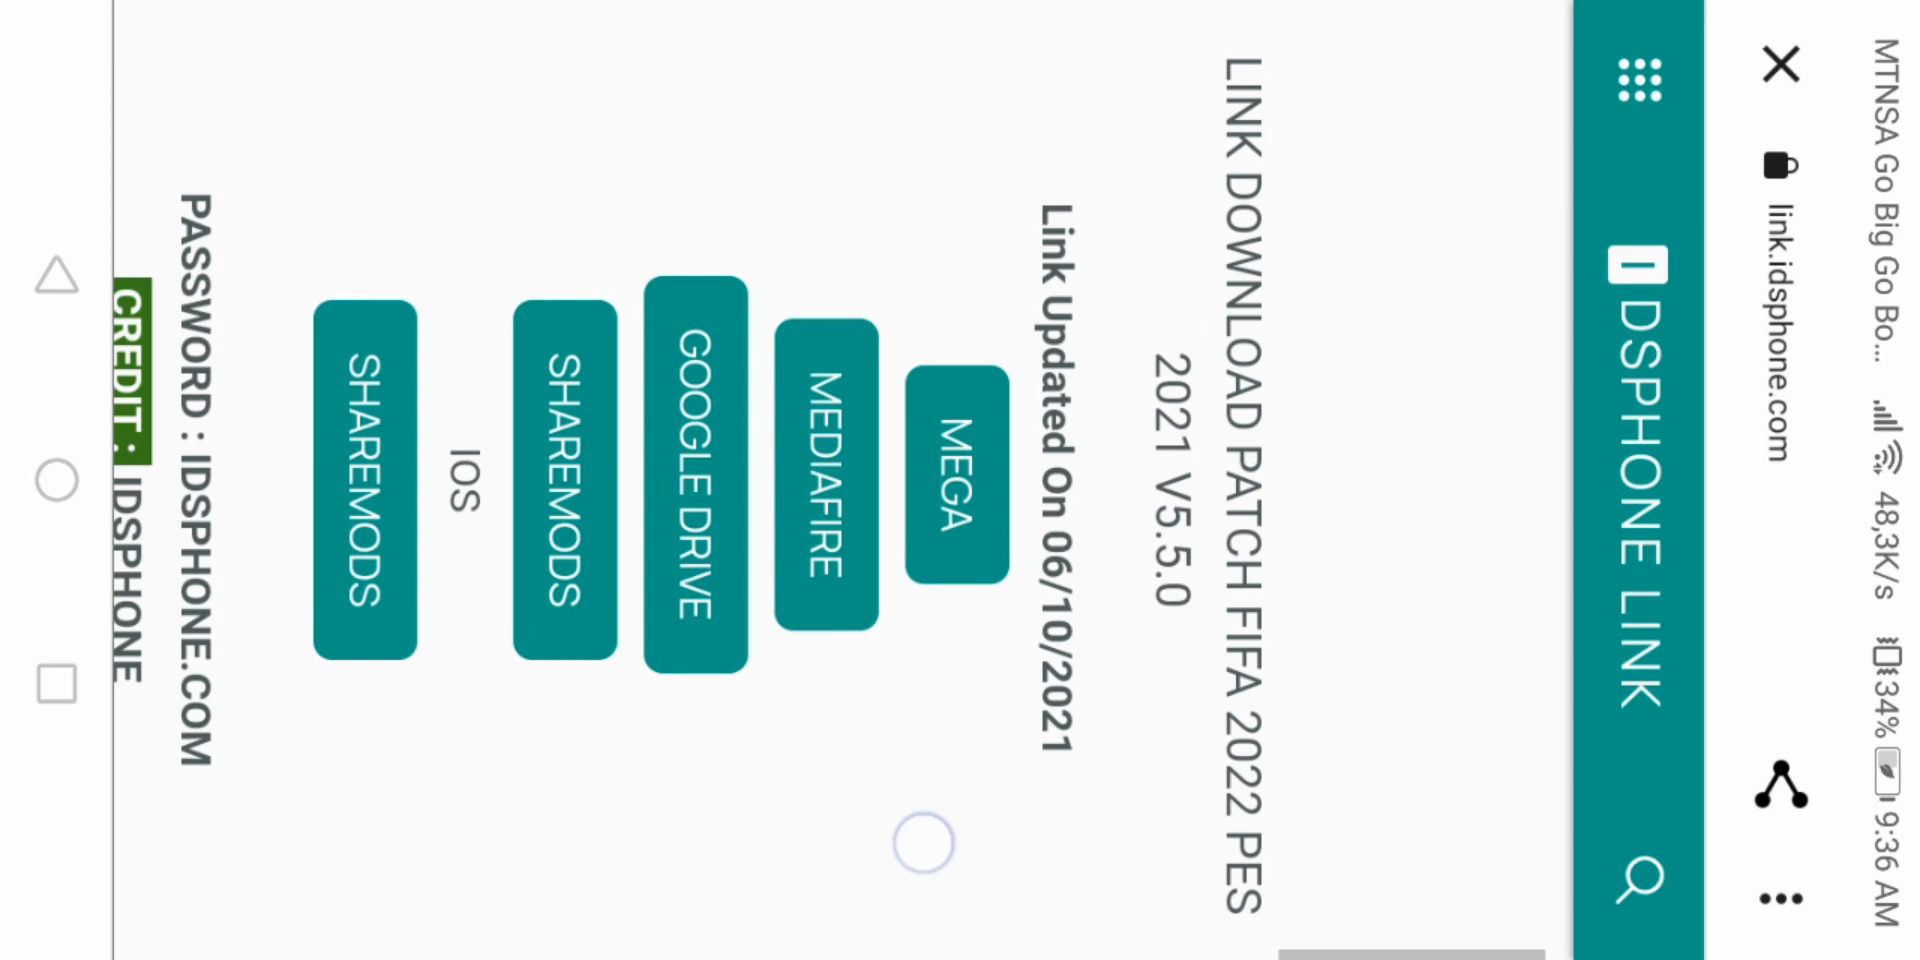 MTNSA Go Big Go Bo... 48,3K/s 34% 9:36 AM
link.idsphone.com
IDSPHONE LINK
LINK DOWNLOAD PATCH FIFA 2022 PES
2021 V5.5.0
Link Updated On 06/10/2021
MEGA
MEDIAFIRE
GOOGLE DRIVE
SHAREMODS
IOS
SHAREMODS
PASSWORD : IDSPHONE.COM
CREDIT : IDSPHONE